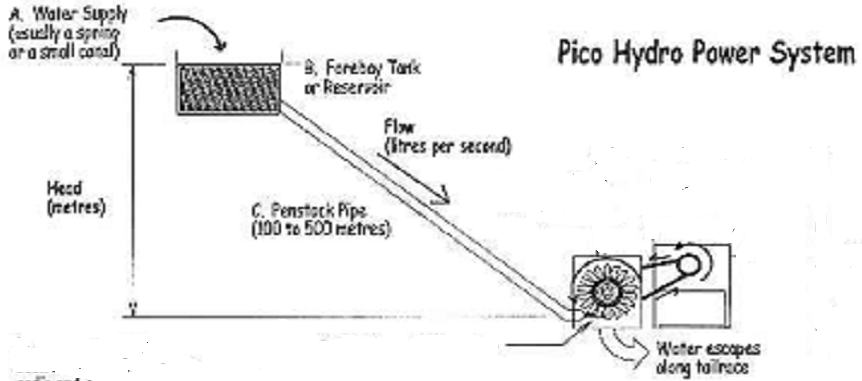 A. Water Supply
(usually a spring
or a small canal)
Pico Hydro Power System
B. Forebay Tank
or Reservoir
Flow
(litres per second)
Head
(metres)
C. Penstock Pipe
(100 to 500 metres)
Water escapes
along tailrace